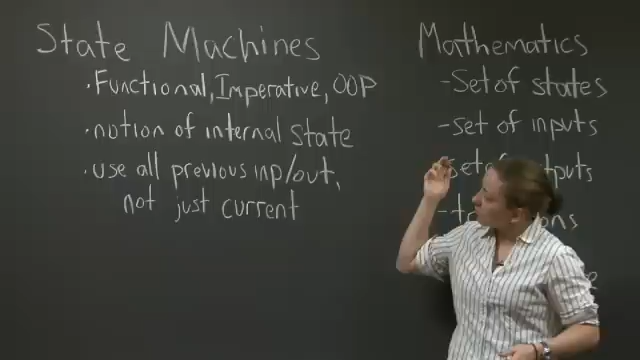 State Machines
· Functional, Imperative, OOP
· notion of internal state
· use all previous inp/out,
not just current
Mathematics
- Set of states
- set of inputs